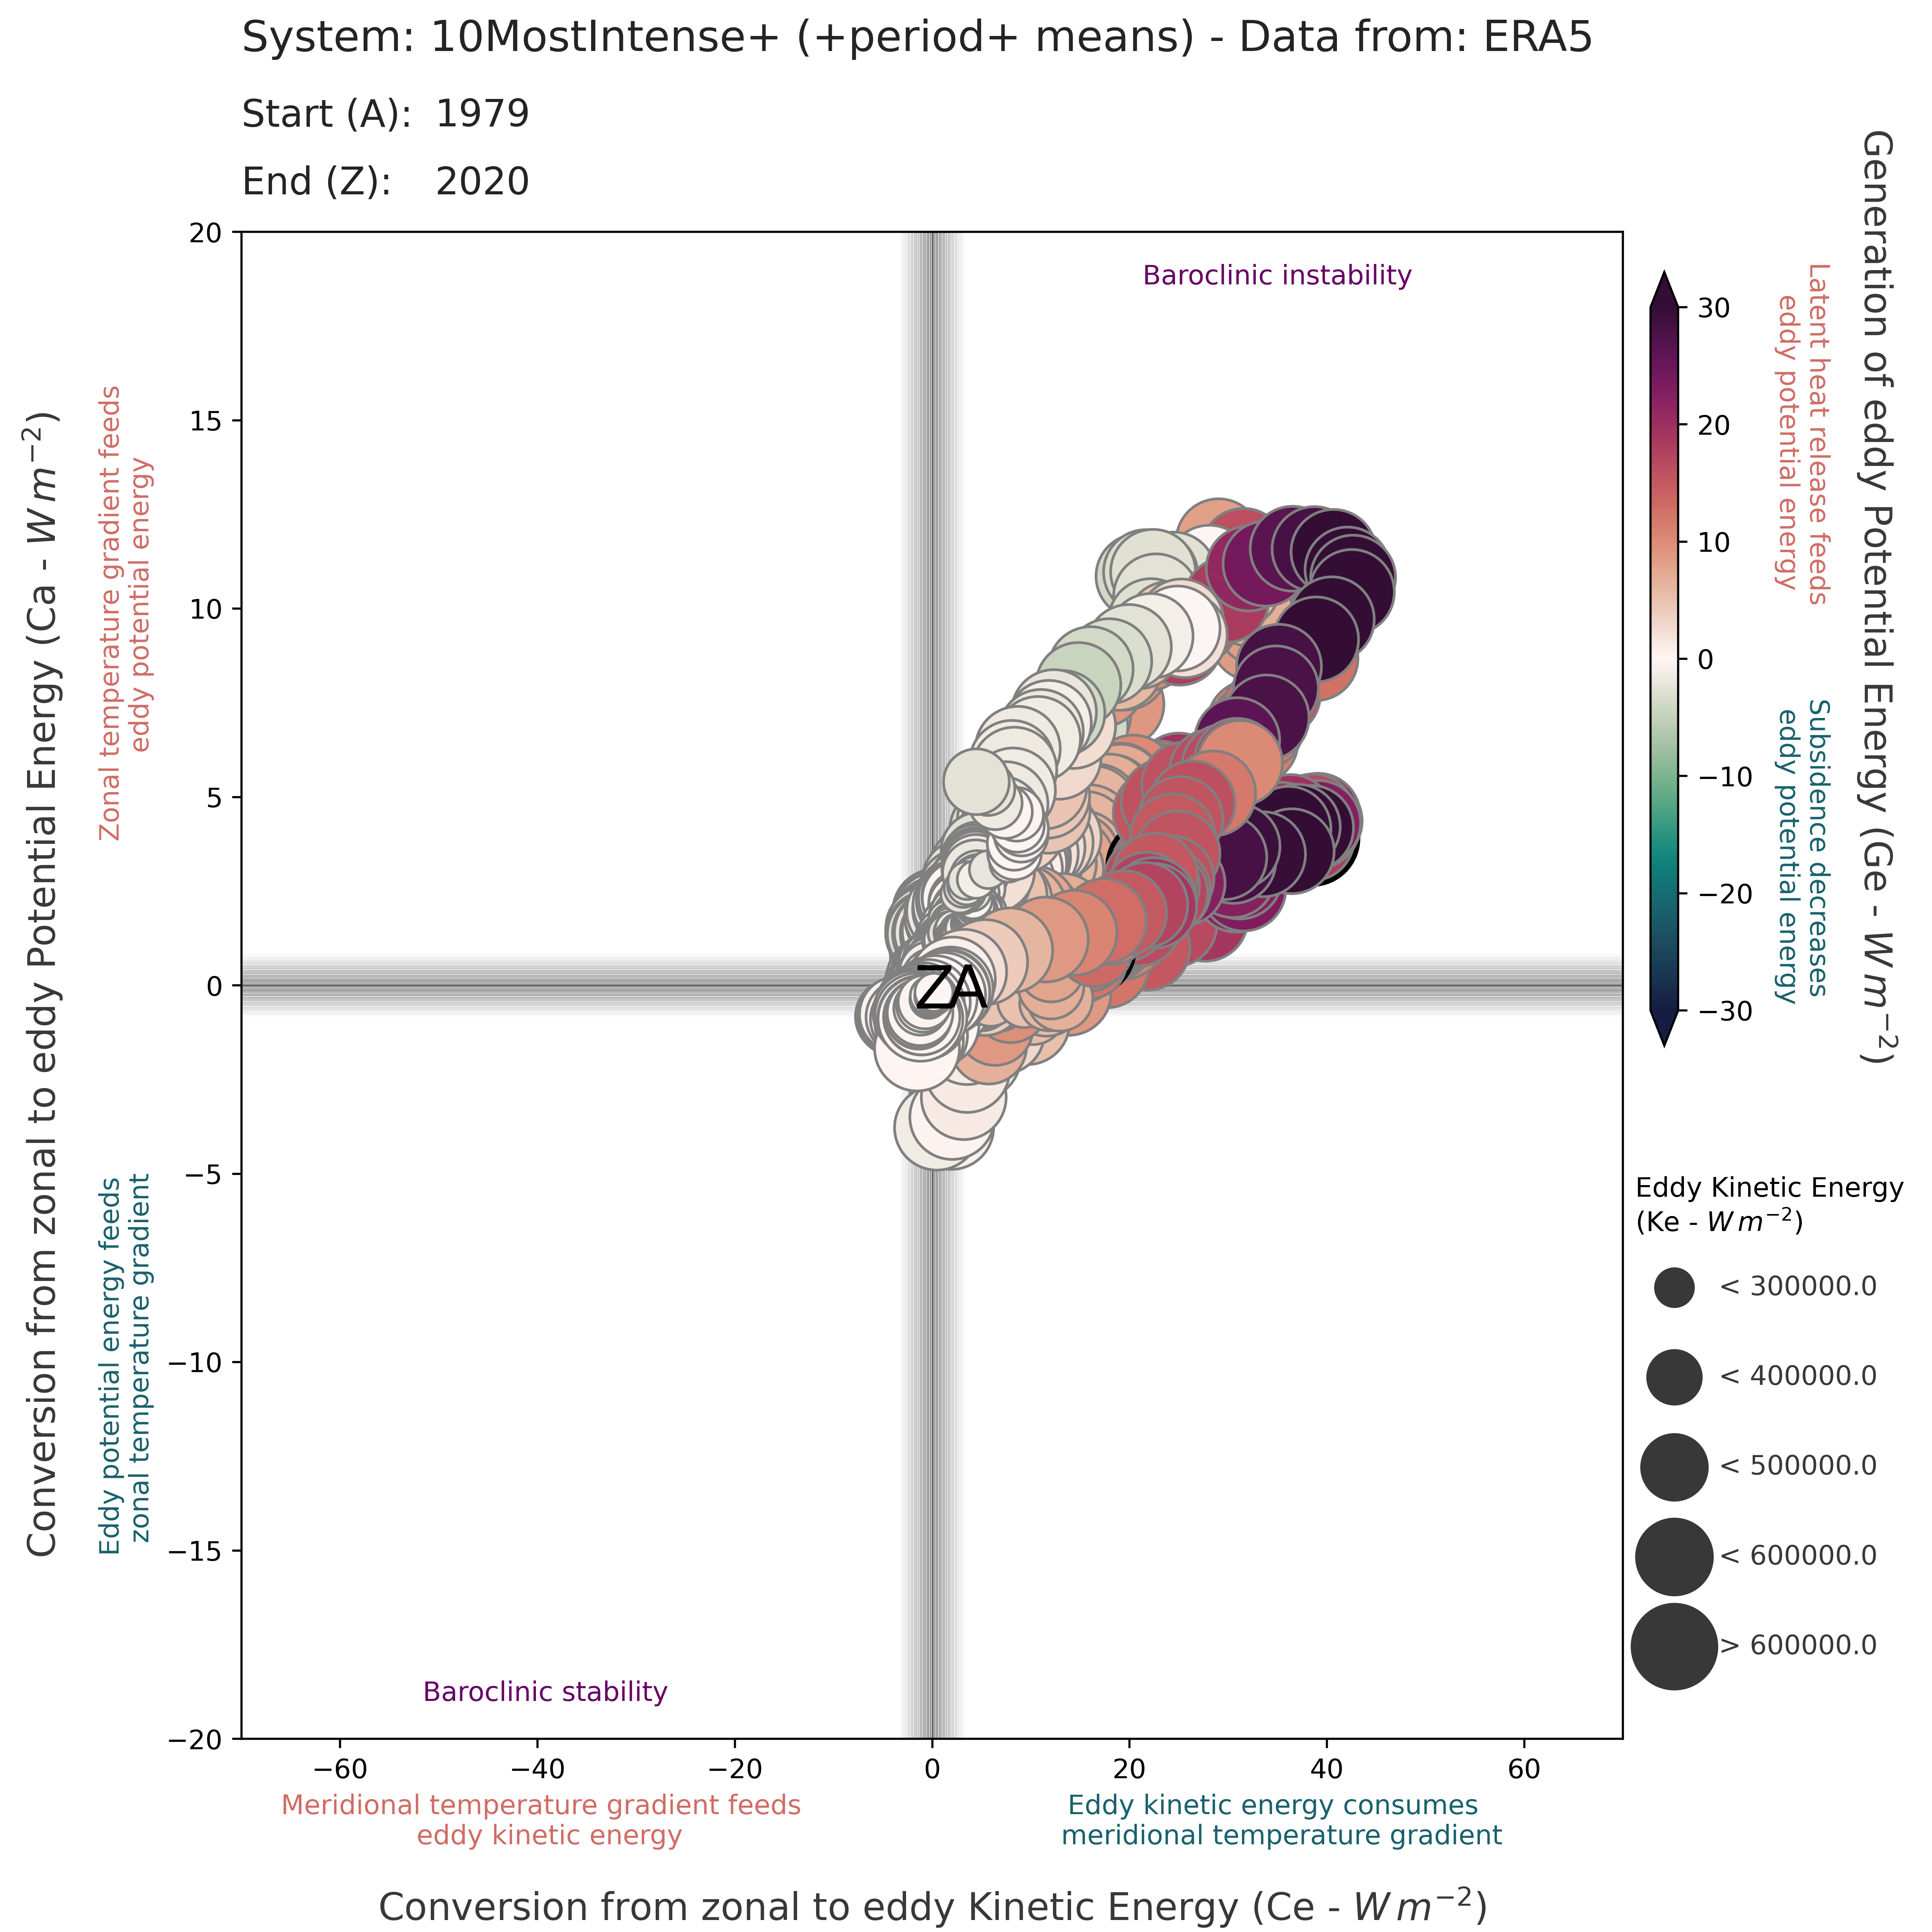 System: 10MostIntense+ (+period+ means) - Data from: ERA5
Start (A): 1979
End (Z): 2020
Conversion from zonal to eddy Potential Energy (Ca - W m⁻²)
Zonal temperature gradient feeds
eddy potential energy
Eddy potential energy feeds
zonal temperature gradient
20
15
10
5
0
−5
−10
−15
−20
Baroclinic instability
ZA
Baroclinic stability
−60
−40
−20
0
20
40
60
Meridional temperature gradient feeds
eddy kinetic energy
Eddy kinetic energy consumes
meridional temperature gradient
Conversion from zonal to eddy Kinetic Energy (Ce - W m⁻²)
30
20
10
0
−10
−20
−30
Latent heat release feeds
eddy potential energy
Subsidence decreases
eddy potential energy
Generation of eddy Potential Energy (Ge - W m⁻²)
Eddy Kinetic Energy
(Ke - W m⁻²)
< 300000.0
< 400000.0
< 500000.0
< 600000.0
> 600000.0